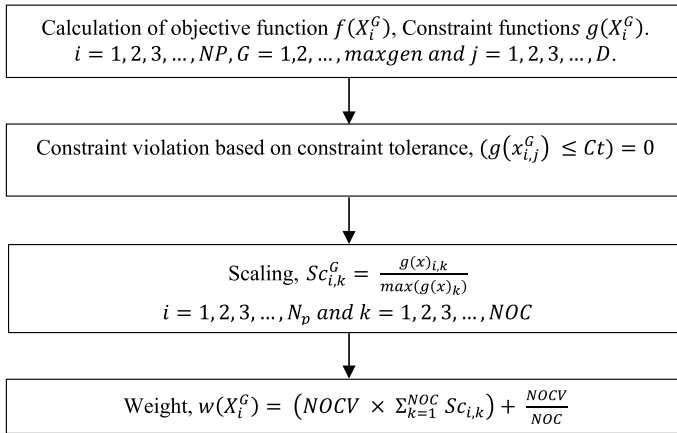 Calculation of objective function f(X_i^G), Constraint functions g(X_i^G).
i = 1, 2, 3, …, NP, G = 1,2, …, maxgen and j = 1, 2, 3, …, D.
Constraint violation based on constraint tolerance, (g(x_{i,j}^G) ≤ Ct) = 0
Scaling, Sc_{i,k}^G = \frac{g(x)_{i,k}}{max(g(x)_k)}
i = 1, 2, 3, …, N_p and k = 1, 2, 3, …, NOC
Weight, w(X_i^G) = (NOCV × Σ_{k=1}^{NOC} Sc_{i,k}) + \frac{NOCV}{NOC}